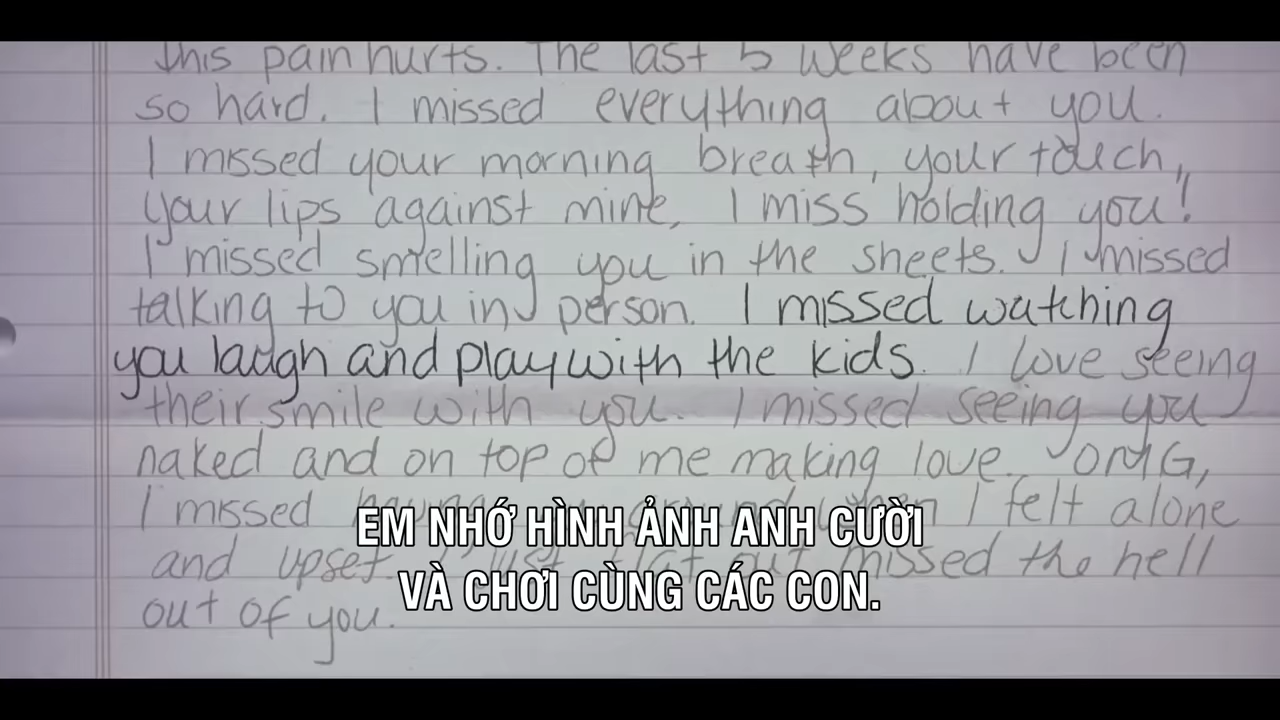 this pain hurts. The last 5 weeks have been
so hard. I missed everything about you.
I missed your morning breath, your touch,
your lips against mine, I miss holding you!
I missed smelling you in the sheets. I missed
talking to you in person. I missed watching
you laugh and play with the kids. I love seeing
their smile with you. I missed seeing you
naked and on top of me making love. OMG,
I missed when I felt alone
and upset. I just flat out missed the hell
out of you.
EM NHỚ HÌNH ẢNH ANH CƯỜI
VÀ CHƠI CÙNG CÁC CON.